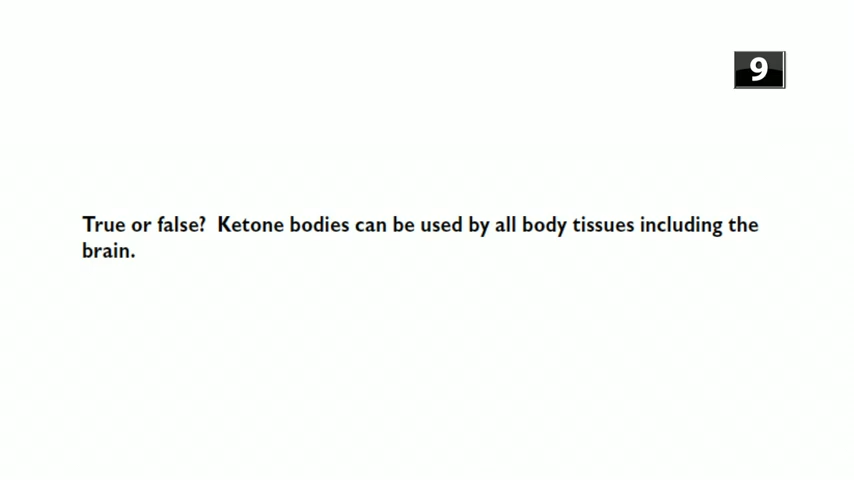 9
True or false?  Ketone bodies can be used by all body tissues including the
brain.